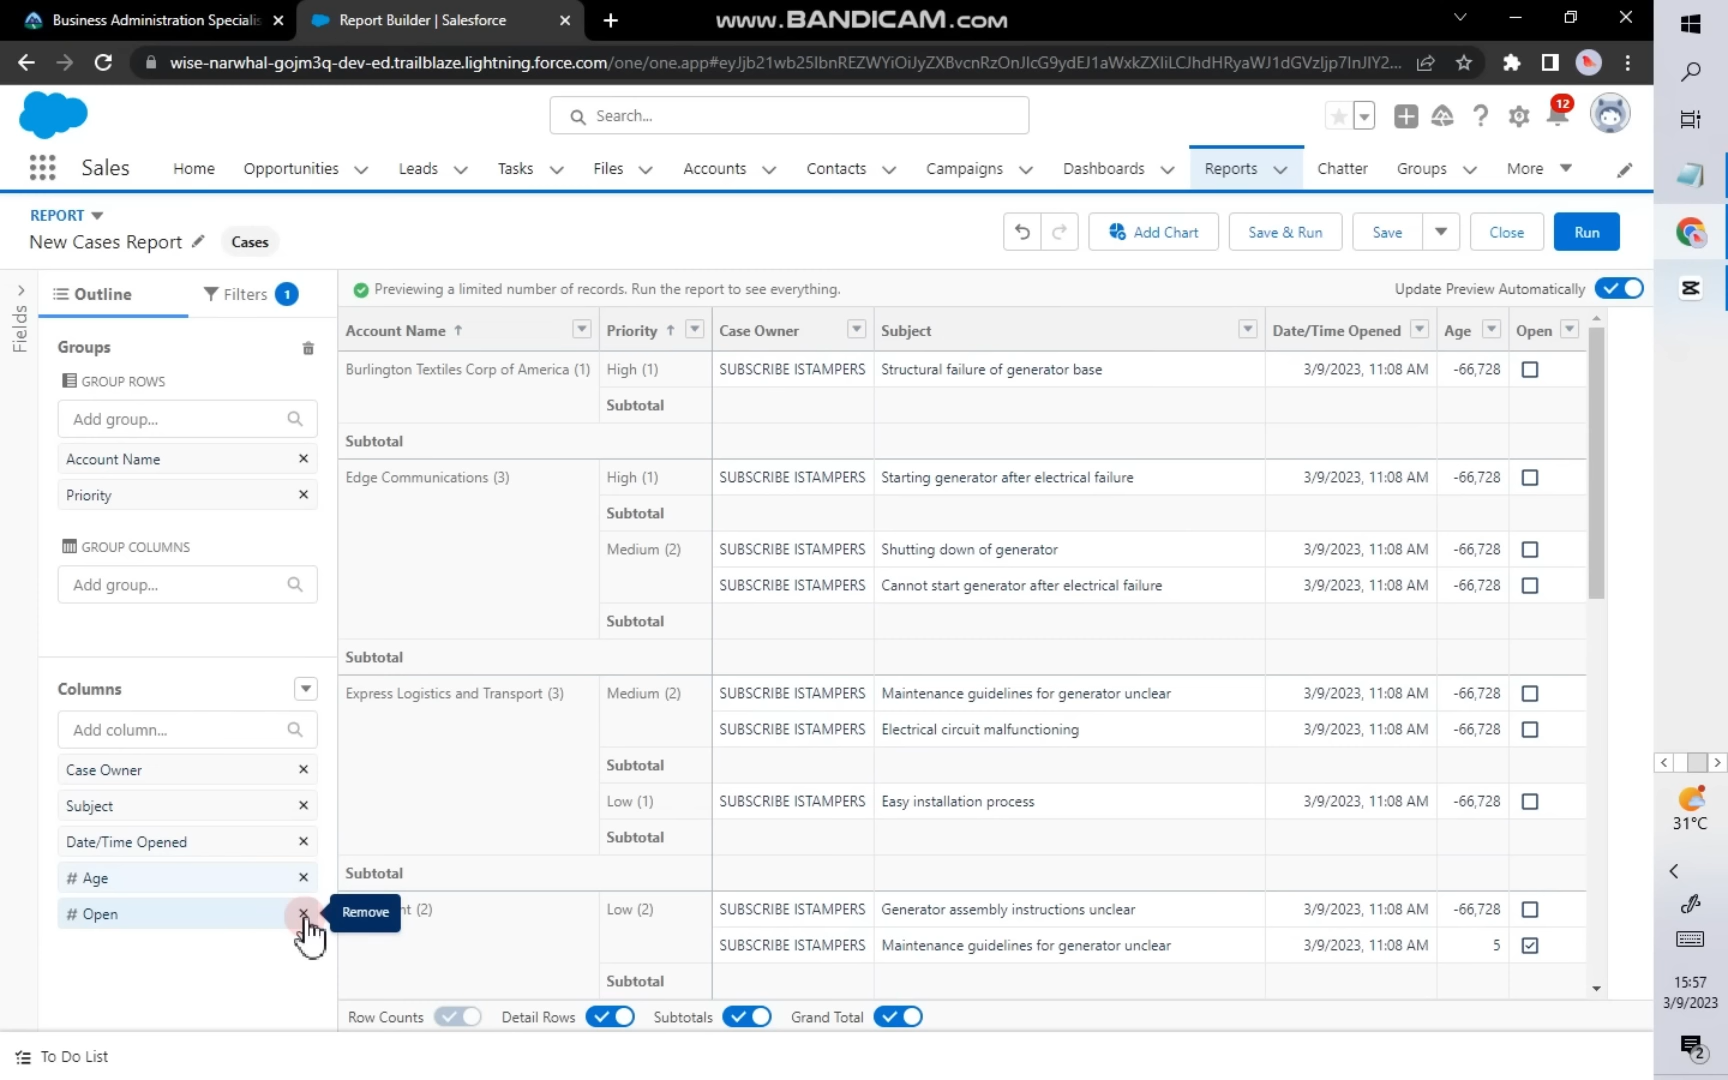 Business Administration Specialis
Report Builder | Salesforce
www.BANDICAM.com
wise-narwhal-gojm3q-dev-ed.trailblaze.lightning.force.com
Search...
12
Sales
Home
Opportunities
Leads
Tasks
Files
Accounts
Contacts
Campaigns
Dashboards
Reports
Chatter
Groups
More
REPORT
New Cases Report
Cases
Add Chart
Save & Run
Save
Close
Run
Fields
Outline
Filters 1
Previewing a limited number of records. Run the report to see everything.
Update Preview Automatically
Groups
GROUP ROWS
Add group...
Account Name
Priority
GROUP COLUMNS
Add group...
Columns
Add column...
Case Owner
Subject
Date/Time Opened
# Age
# Open
Remove
Account Name ↑ Priority ↑ Case Owner Subject Date/Time Opened Age Open
Burlington Textiles Corp of America (1) High (1) SUBSCRIBE ISTAMPERS Structural failure of generator base 3/9/2023, 11:08 AM -66,728
Subtotal
Subtotal
Edge Communications (3) High (1) SUBSCRIBE ISTAMPERS Starting generator after electrical failure 3/9/2023, 11:08 AM -66,728
Subtotal
Medium (2) SUBSCRIBE ISTAMPERS Shutting down of generator 3/9/2023, 11:08 AM -66,728
SUBSCRIBE ISTAMPERS Cannot start generator after electrical failure 3/9/2023, 11:08 AM -66,728
Subtotal
Subtotal
Express Logistics and Transport (3) Medium (2) SUBSCRIBE ISTAMPERS Maintenance guidelines for generator unclear 3/9/2023, 11:08 AM -66,728
SUBSCRIBE ISTAMPERS Electrical circuit malfunctioning 3/9/2023, 11:08 AM -66,728
Subtotal
Low (1) SUBSCRIBE ISTAMPERS Easy installation process 3/9/2023, 11:08 AM -66,728
Subtotal
Subtotal
(2) Low (2) SUBSCRIBE ISTAMPERS Generator assembly instructions unclear 3/9/2023, 11:08 AM -66,728
SUBSCRIBE ISTAMPERS Maintenance guidelines for generator unclear 3/9/2023, 11:08 AM 5
Subtotal
Row Counts
Detail Rows
Subtotals
Grand Total
To Do List
31°C
15:57
3/9/2023
2